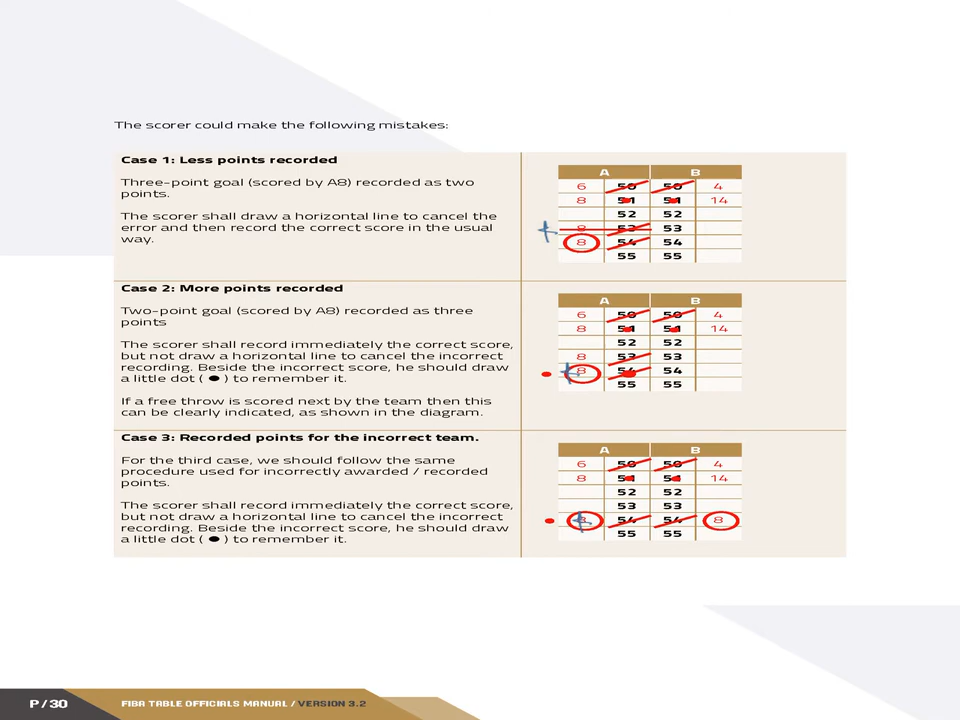 The scorer could make the following mistakes:
Case 1: Less points recorded
Three-point goal (scored by A8) recorded as two
points.
The scorer shall draw a horizontal line to cancel the
error and then record the correct score in the usual
way.
A B
6 50 50 4
8 51 51 14
52 52
8 53 53
8 54 54
55 55
Case 2: More points recorded
Two-point goal (scored by A8) recorded as three
points
The scorer shall record immediately the correct score,
but not draw a horizontal line to cancel the incorrect
recording. Beside the incorrect score, he should draw
a little dot ( ● ) to remember it.
If a free throw is scored next by the team then this
can be clearly indicated, as shown in the diagram.
A B
6 50 50 4
8 51 51 14
52 52
8 53 53
8 54 54
55 55
Case 3: Recorded points for the incorrect team.
For the third case, we should follow the same
procedure used for incorrectly awarded / recorded
points.
The scorer shall record immediately the correct score,
but not draw a horizontal line to cancel the incorrect
recording. Beside the incorrect score, he should draw
a little dot ( ● ) to remember it.
A B
6 50 50 4
8 51 51 14
52 52
53 53
8 54 54 8
55 55
P / 30
FIBA TABLE OFFICIALS MANUAL / VERSION 3.2